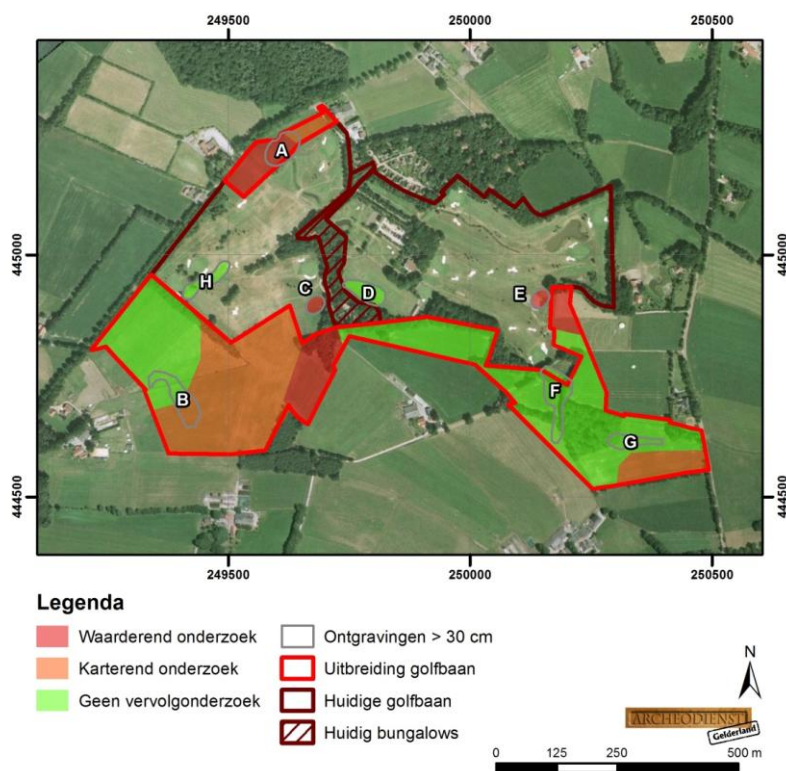 249500 250000 250500
A
445000 445000
H
C
D
E
B
F
G
444500 444500
249500 250000 250500
Legenda
Waarderend onderzoek
Karterend onderzoek
Geen vervolgonderzoek
Ontgravingen > 30 cm
Uitbreiding golfbaan
Huidige golfbaan
Huidig bungalows
N
ARCHEODIENST
Gelderland
0 125 250 500 m